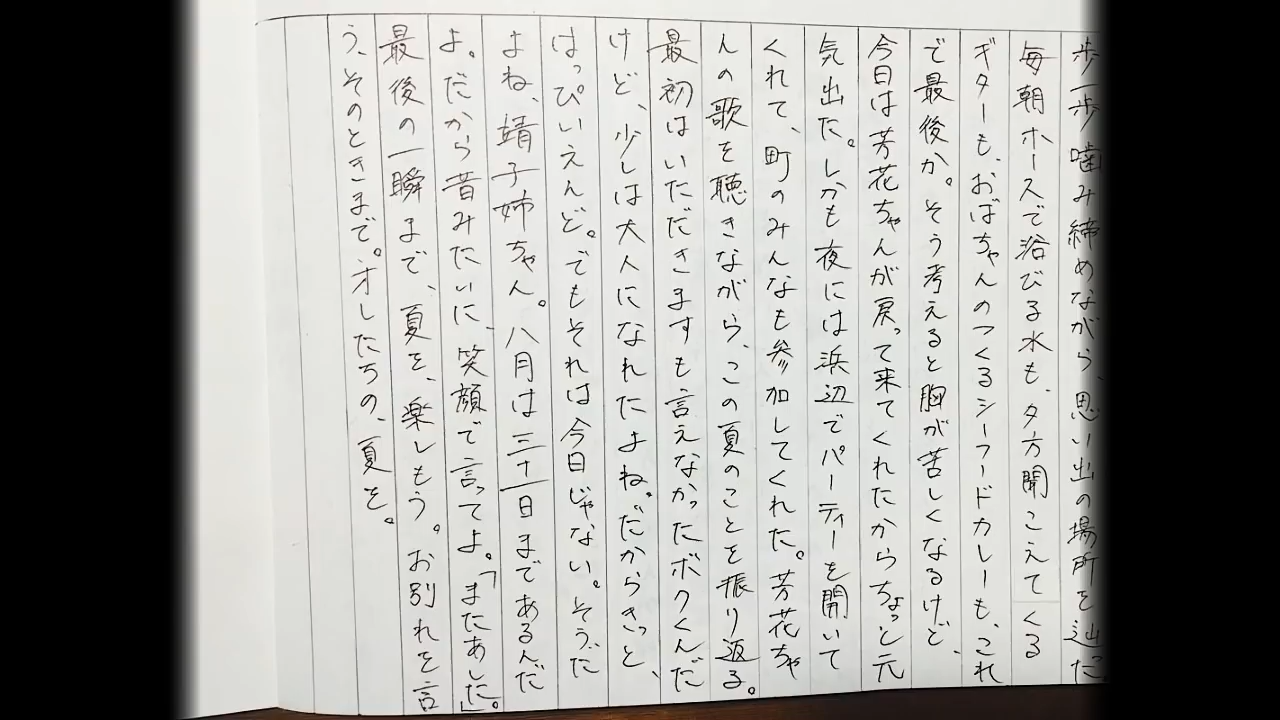 歩一歩噛み締めながら、思い出の場所を辿った
毎朝ホースで浴びる水も、夕方聞こえてくる
ギターも、おばちゃんのつくるシーフードカレーも、これ
で最後か。そう考えると胸が苦しくなるけど、
今日は芳花ちゃんが戻って来てくれたからちょっと元
気出た。しかも夜には浜辺でパーティーを開いて
くれて、町のみんなも参加してくれた。芳花ちゃ
んの歌を聴きながら、この夏のことを振り返る。
最初はいただきますも言えなかったボクくんだ
けど、少しは大人になれたよね。だからきっと、
はっぴいえんど。でもそれは今日じゃない。そうだ
よね、靖子姉ちゃん。八月は三十一日まであるんだ
よ。だから昔みたいに、笑顔で言ってよ。「またあした」。
最後の一瞬まで、夏を、楽しもう。お別れを言
う、そのときまで。オレたちの、夏を。